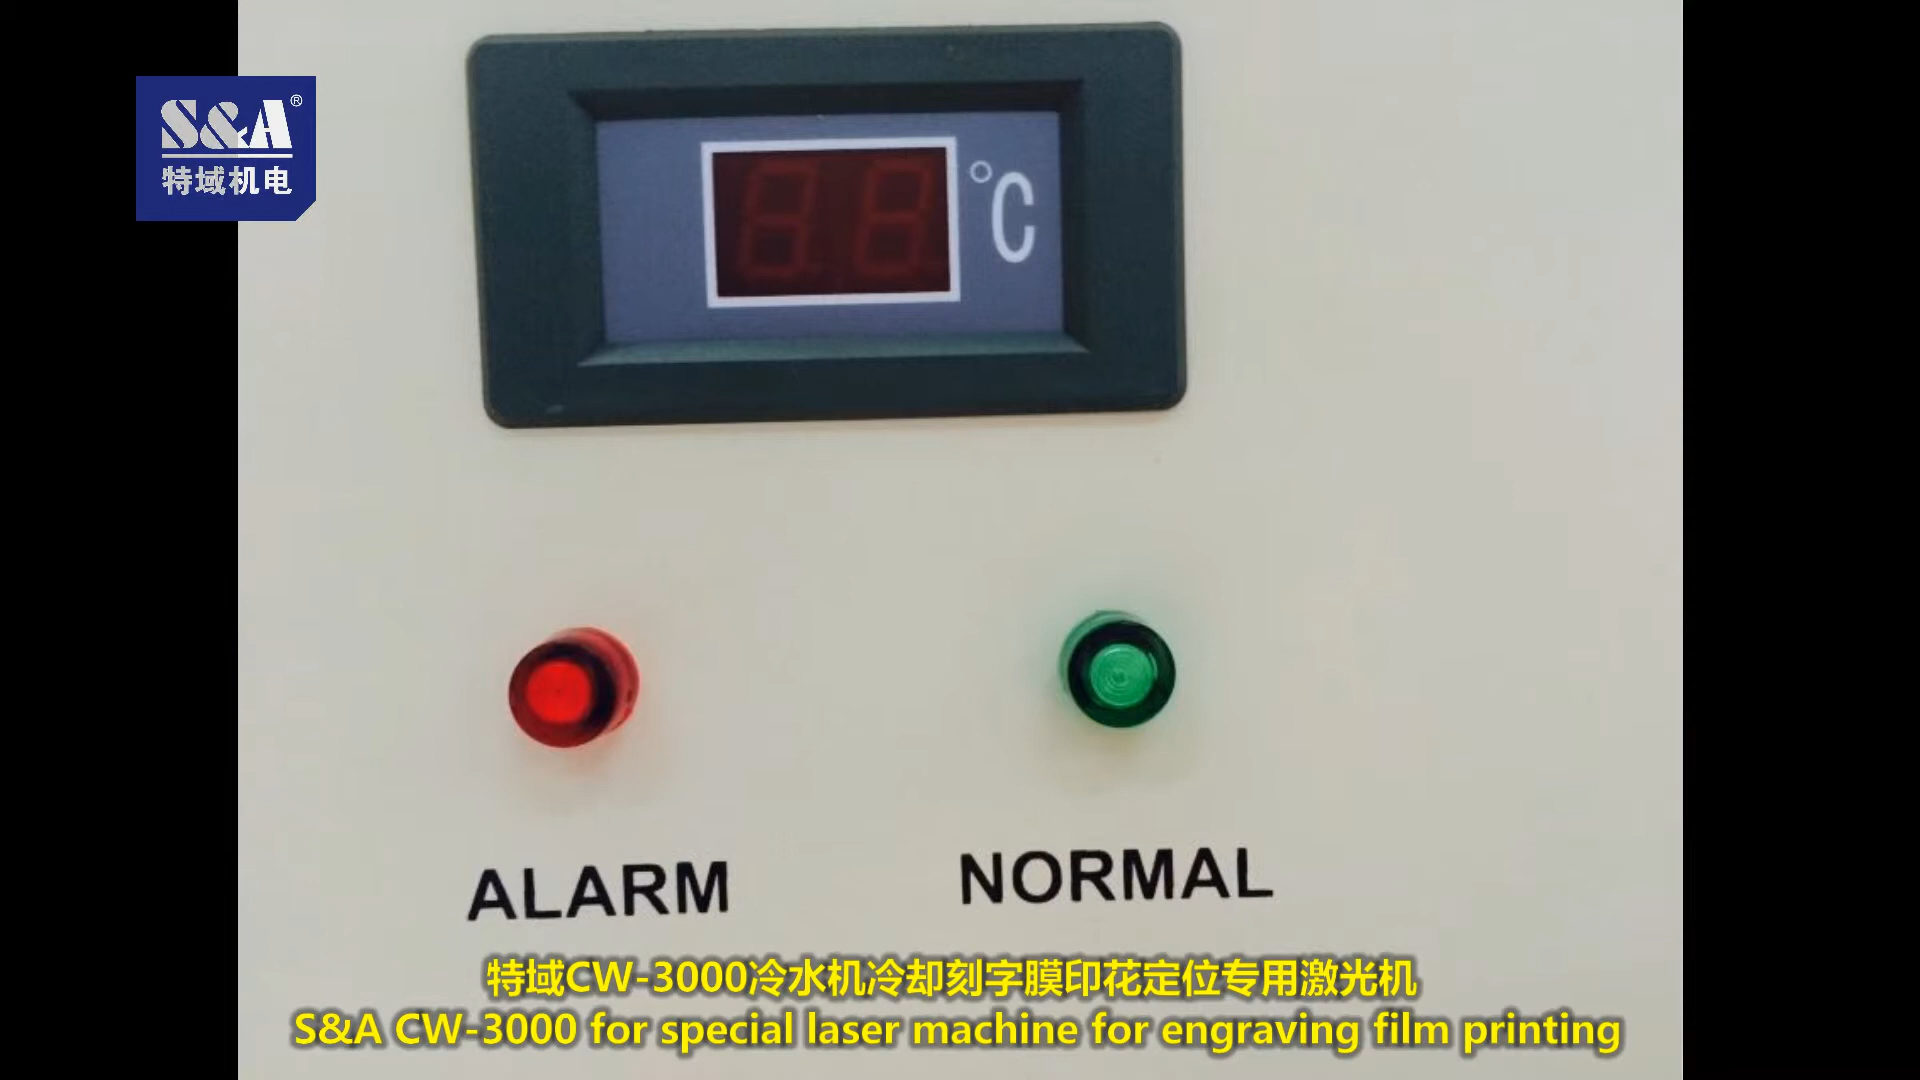 S&A®
特域机电
°C
ALARM
NORMAL
特域CW-3000冷水机冷却刻字膜印花定位专用激光机
S&A CW-3000 for special laser machine for engraving film printing